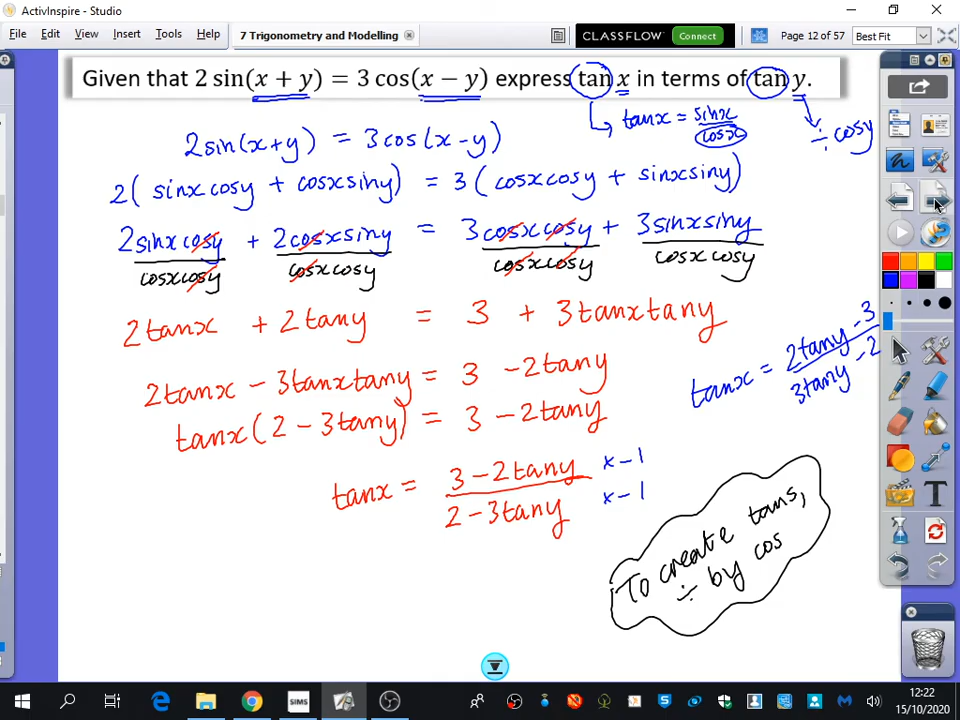 ActivInspire - Studio
File Edit View Insert Tools Help
7 Trigonometry and Modelling
CLASSFLOW Connect
Page 12 of 57
Best Fit
Given that 2 sin(x + y) = 3 cos(x − y) express tan x in terms of tan y.
tanx = sinx / cosx
÷ cosy
2sin(x+y) = 3cos(x-y)
2( sinxcosy + cosxsiny) = 3( cosxcosy + sinxsiny)
2sinxcosy / cosxcosy + 2cosxsiny / cosxcosy = 3cosxcosy / cosxcosy + 3sinxsiny / cosxcosy
2tanx + 2tany = 3 + 3tanxtany
2tanx - 3tanxtany = 3 - 2tany
tanx = 2tany - 3 / 3tany - 2
tanx(2 - 3tany) = 3 - 2tany
tanx = 3 - 2tany / 2 - 3tany
x-1
x-1
To create tans,
÷ by cos
SIMS
12:22
15/10/2020